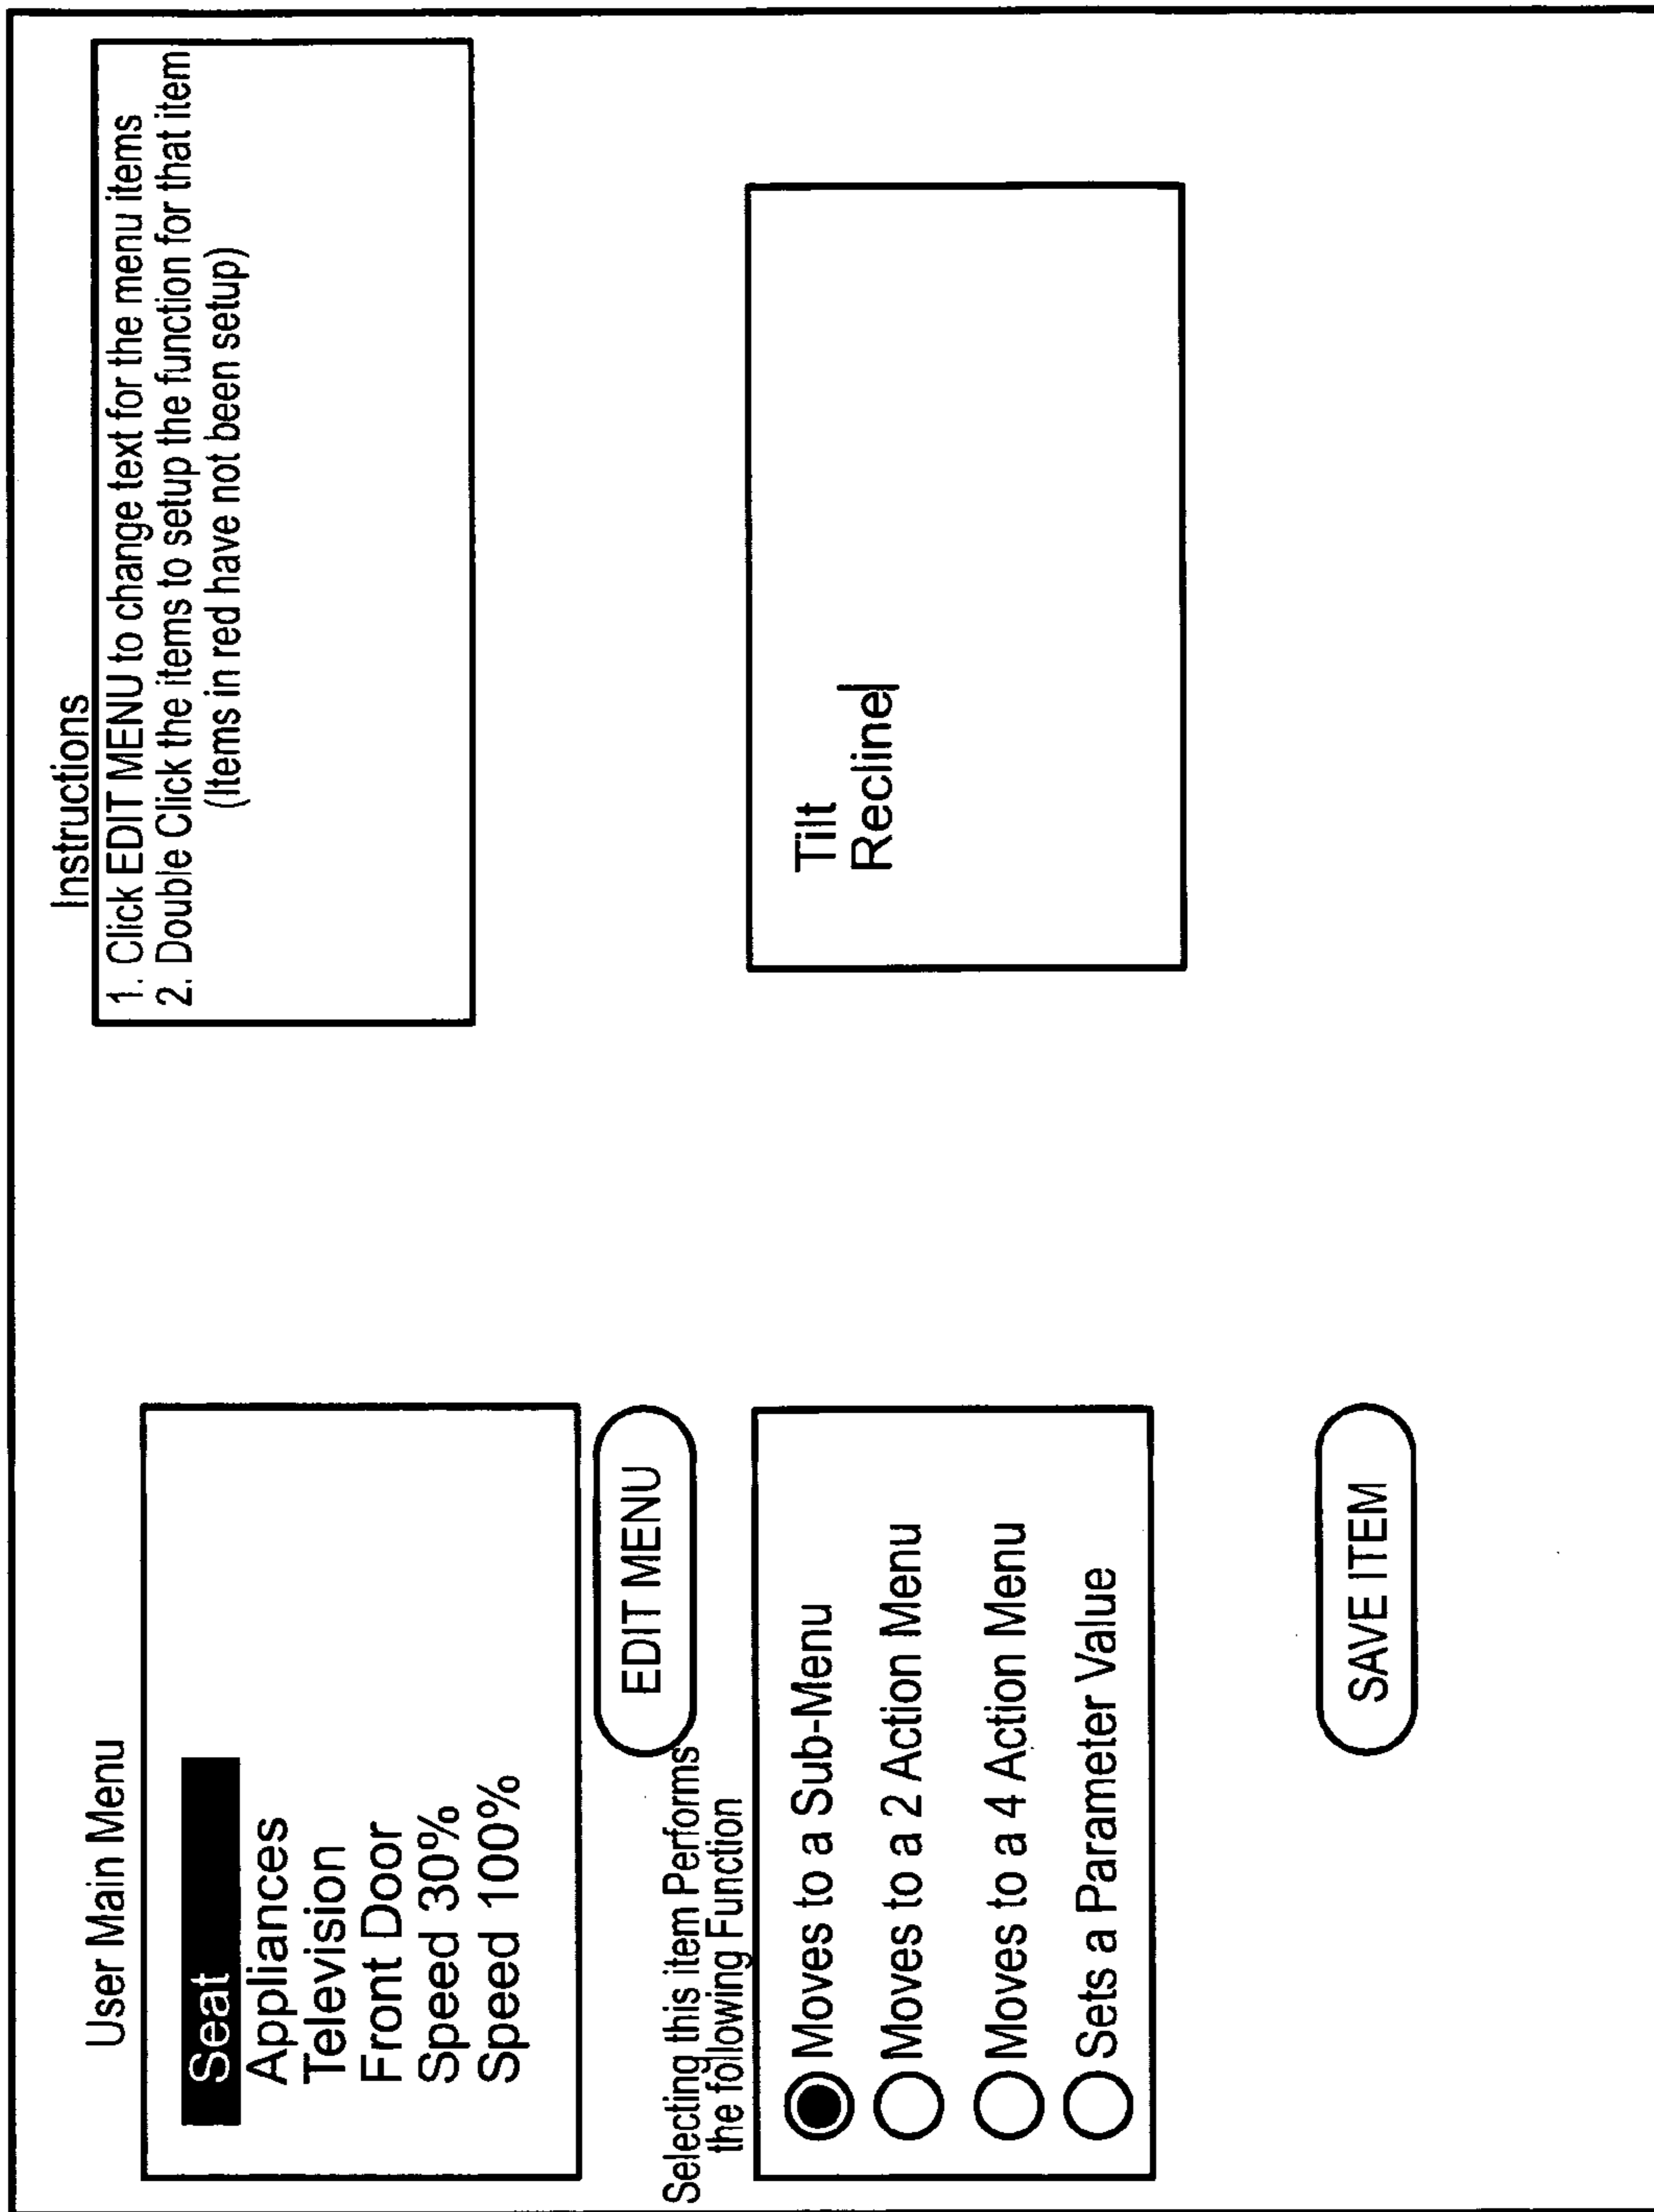 User Main Menu
Seat
Appliances
Television
Front Door
Speed 30%
Speed 100%
EDIT MENU
Selecting this item Performs
the following Function
Moves to a Sub-Menu
Moves to a 2 Action Menu
Moves to a 4 Action Menu
Sets a Parameter Value
SAVE ITEM
Instructions
1. Click EDIT MENU to change text for the menu items
2. Double Click the items to setup the function for that item
(Items in red have not been setup)
Tilt
Recline